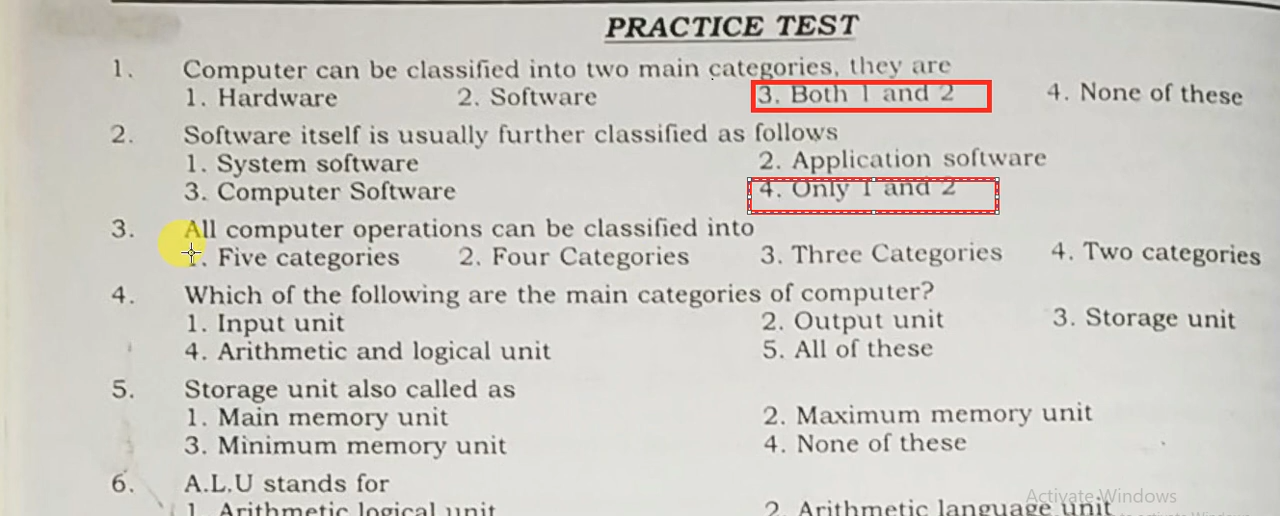 PRACTICE TEST
1. Computer can be classified into two main categories, they are
1. Hardware 2. Software 3. Both 1 and 2 4. None of these
2. Software itself is usually further classified as follows
1. System software 2. Application software
3. Computer Software 4. Only 1 and 2
3. All computer operations can be classified into
1. Five categories 2. Four Categories 3. Three Categories 4. Two categories
4. Which of the following are the main categories of computer?
1. Input unit 2. Output unit 3. Storage unit
4. Arithmetic and logical unit 5. All of these
5. Storage unit also called as
1. Main memory unit 2. Maximum memory unit
3. Minimum memory unit 4. None of these
6. A.L.U stands for
Activate Windows
1. Arithmetic logical unit 2. Arithmetic language unit